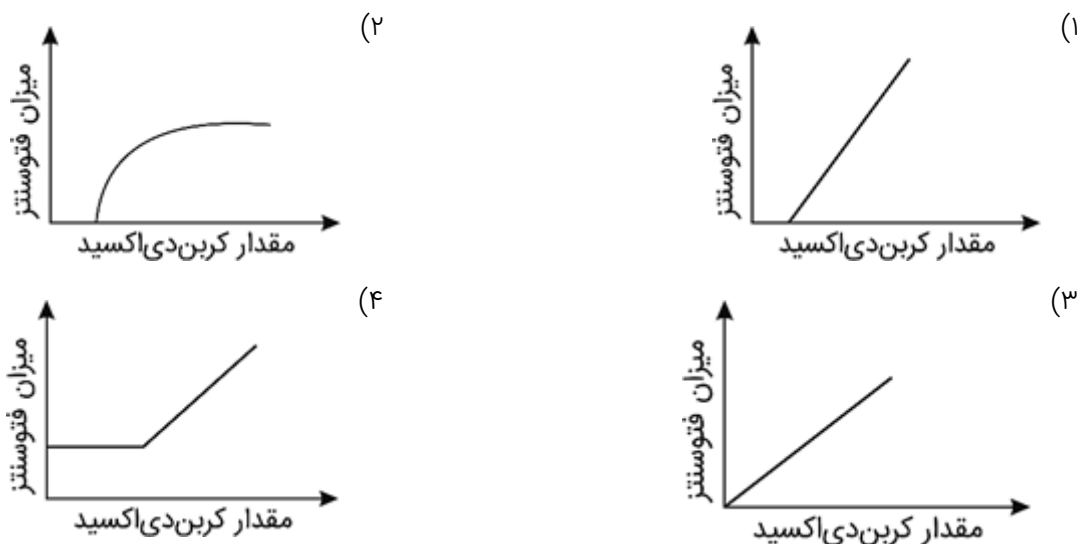 ۱)
میزان فتوسنتز
مقدار کربن‌دی‌اکسید
۲)
میزان فتوسنتز
مقدار کربن‌دی‌اکسید
۳)
میزان فتوسنتز
مقدار کربن‌دی‌اکسید
۴)
میزان فتوسنتز
مقدار کربن‌دی‌اکسید